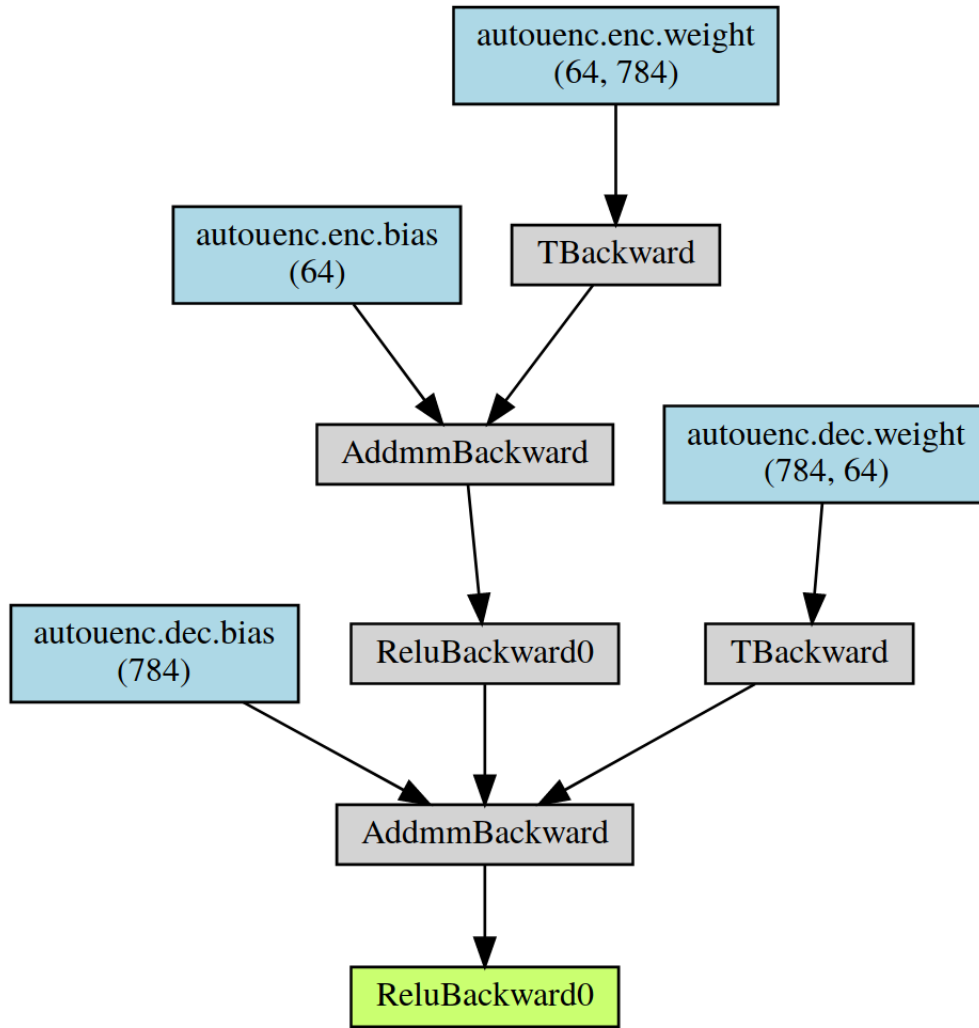 autouenc.enc.weight
(64, 784)
autouenc.enc.bias
(64)
TBackward
AddmmBackward
autouenc.dec.weight
(784, 64)
autouenc.dec.bias
(784)
ReluBackward0
TBackward
AddmmBackward
ReluBackward0